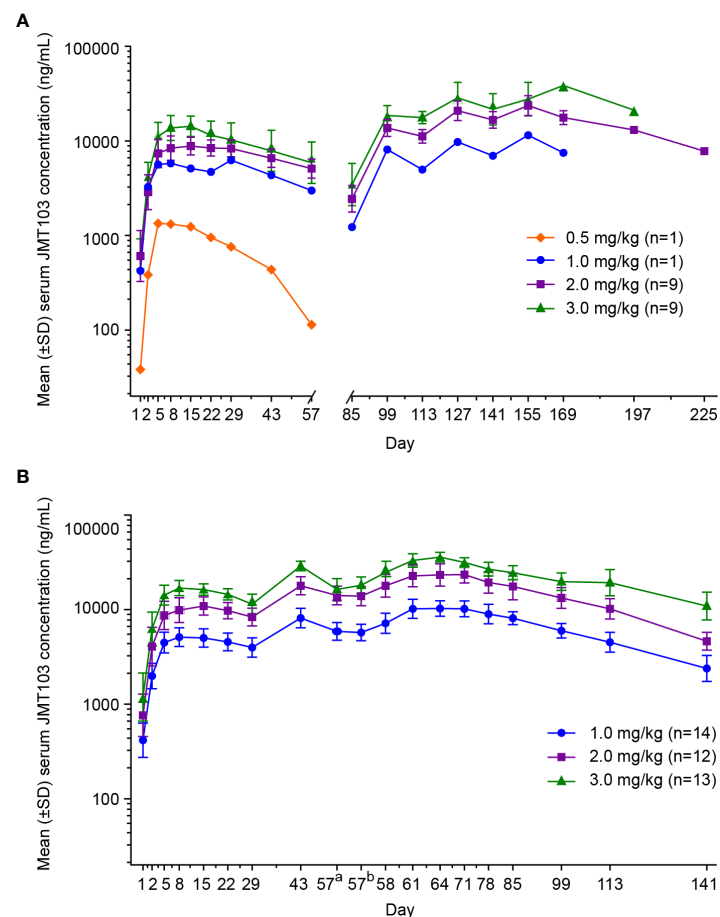 A
Mean (±SD) serum JMT103 concentration (ng/mL)
100000
10000
1000
100
0.5 mg/kg (n=1)
1.0 mg/kg (n=1)
2.0 mg/kg (n=9)
3.0 mg/kg (n=9)
1 2 5 8 15 22 29 43 57 85 99 113 127 141 155 169 197 225
Day
B
Mean (±SD) serum JMT103 concentration (ng/mL)
100000
10000
1000
100
1.0 mg/kg (n=14)
2.0 mg/kg (n=12)
3.0 mg/kg (n=13)
1 2 5 8 15 22 29 43 57a 57b 58 61 64 71 78 85 99 113 141
Day